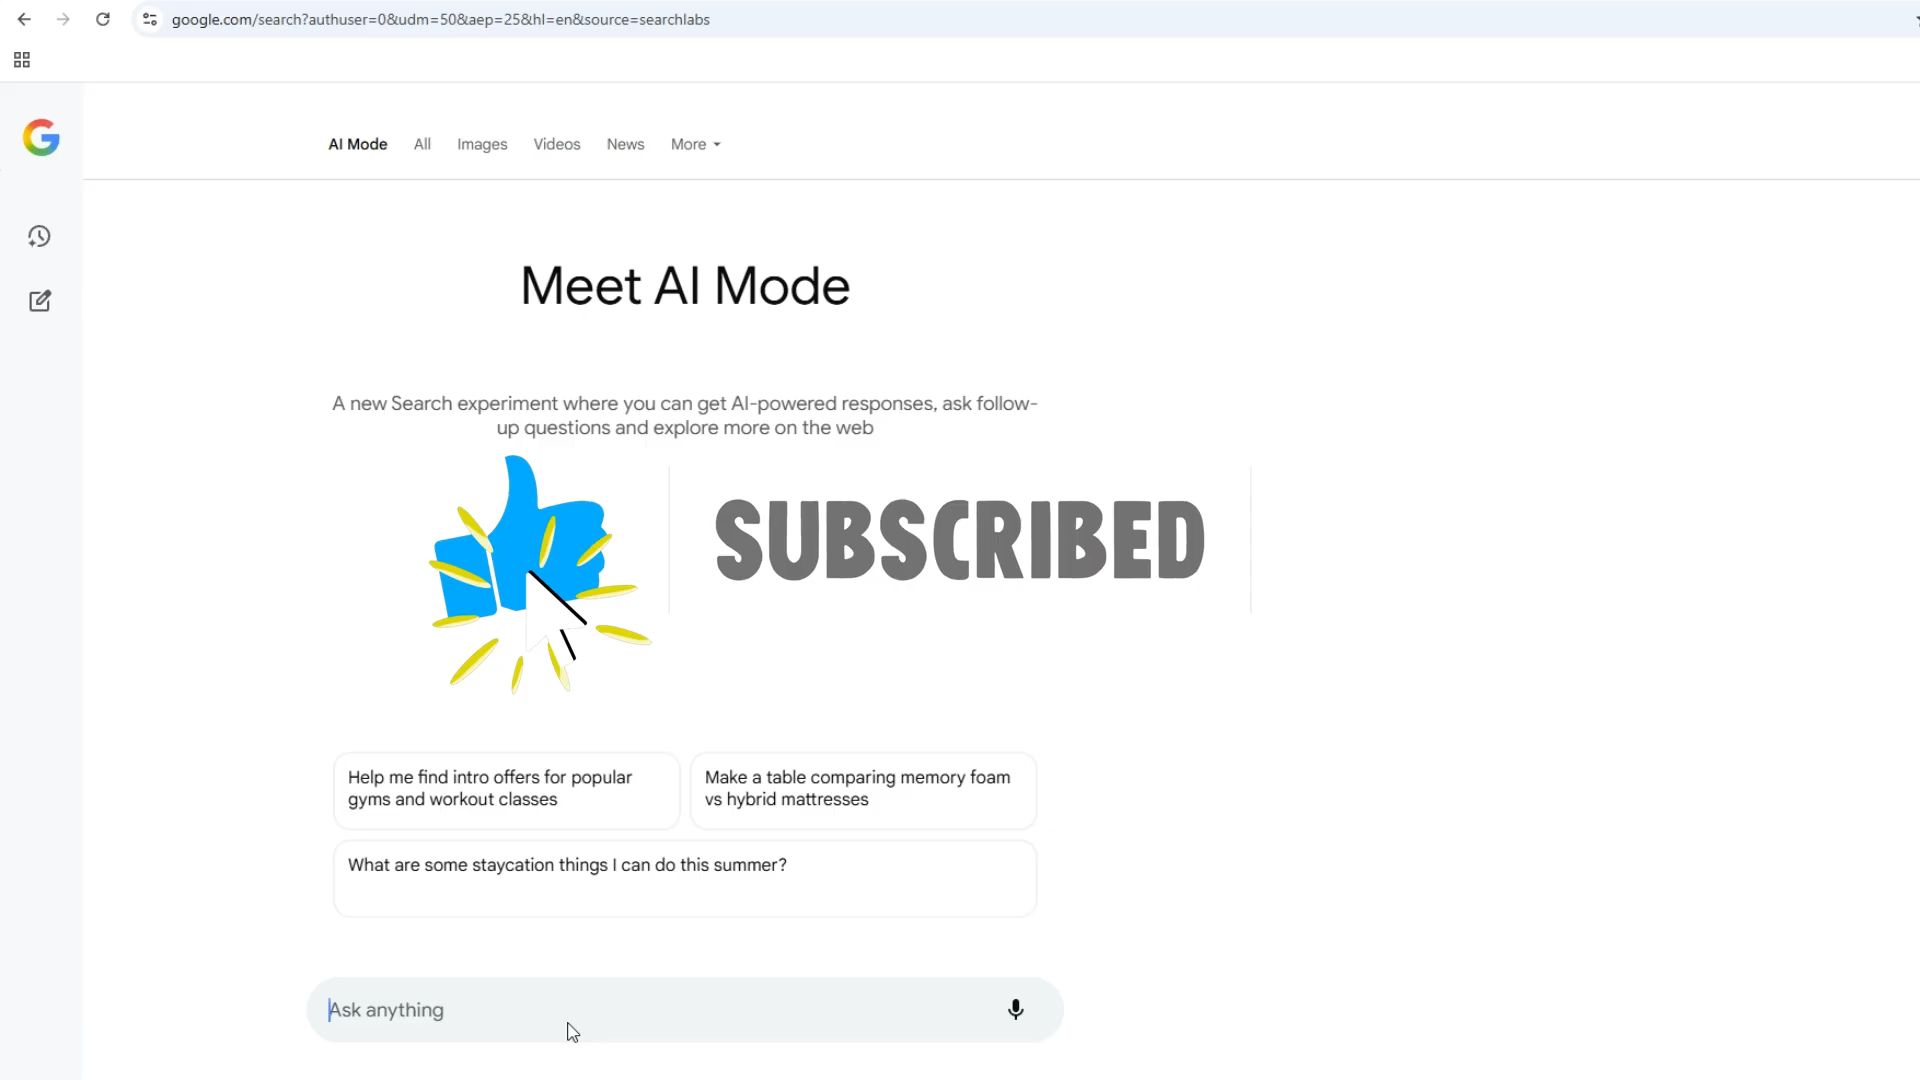 google.com/search?authuser=0&udm=50&aep=25&hl=en&source=searchlabs
AI Mode All Images Videos News More
Meet AI Mode
A new Search experiment where you can get AI-powered responses, ask follow-
up questions and explore more on the web
SUBSCRIBED
Help me find intro offers for popular
gyms and workout classes
Make a table comparing memory foam
vs hybrid mattresses
What are some staycation things I can do this summer?
Ask anything